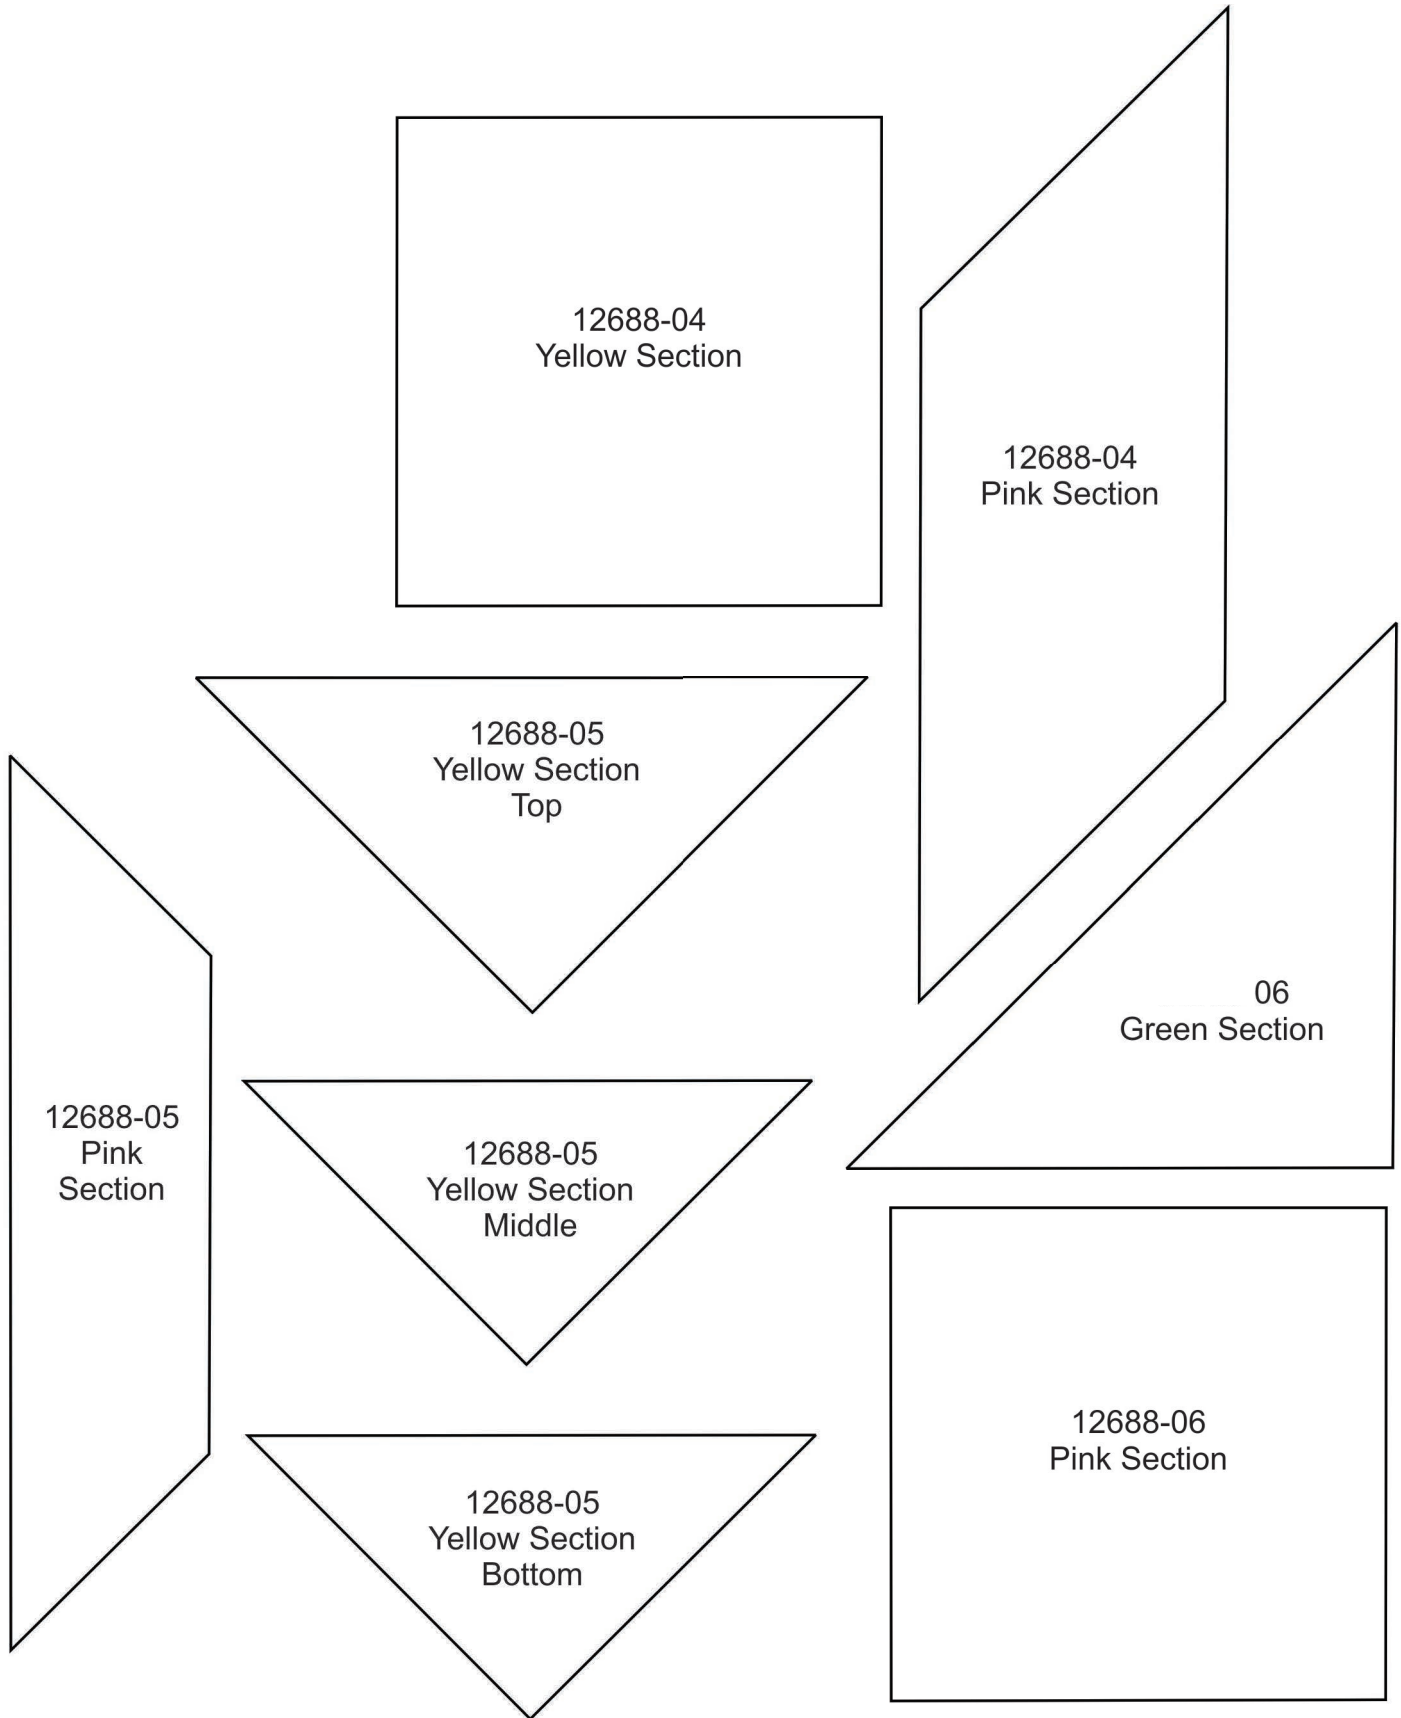 12688-04
Yellow Section
12688-04
Pink Section
12688-05
Yellow Section
Top
06
Green Section
12688-05
Pink
Section
12688-05
Yellow Section
Middle
12688-06
Pink Section
12688-05
Yellow Section
Bottom